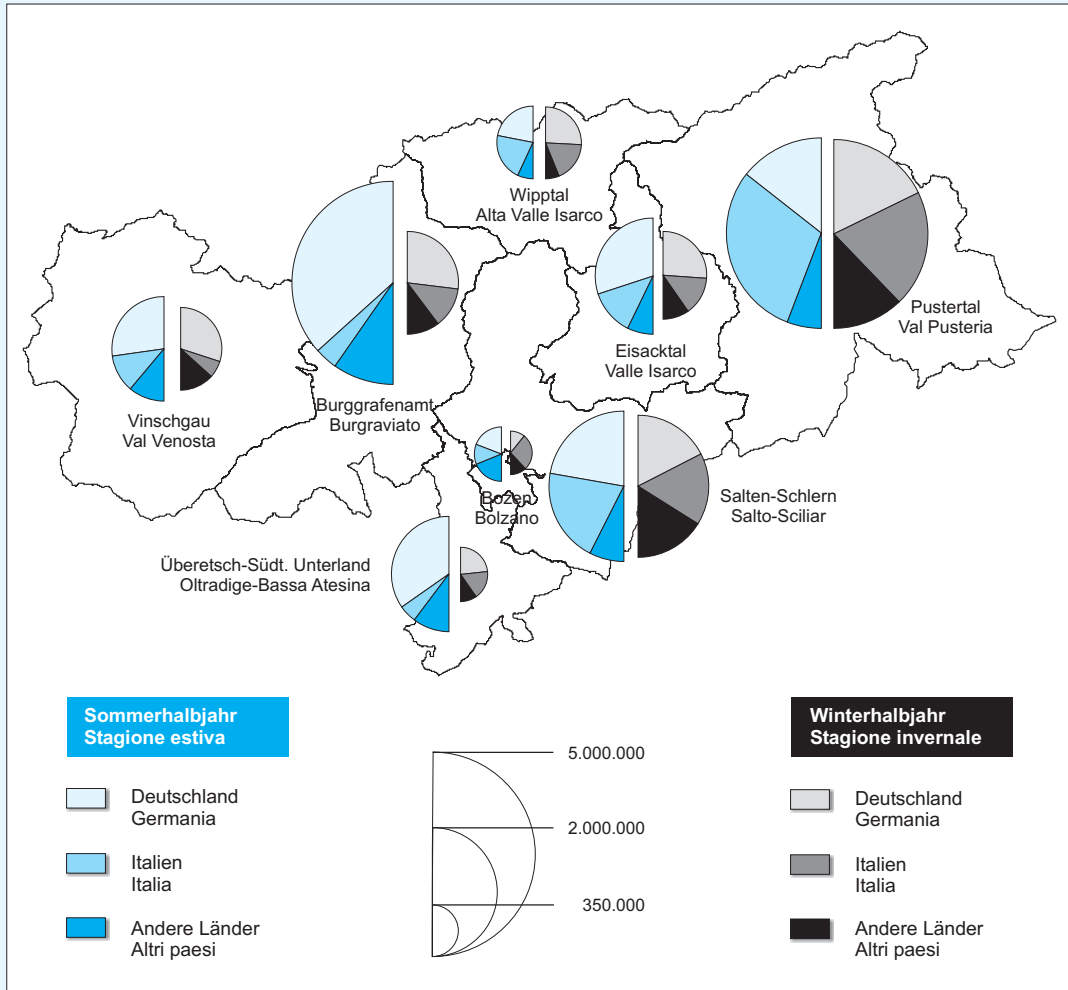 Wipptal
Alta Valle Isarco
Pustertal
Val Pusteria
Eisacktal
Valle Isarco
Vinschgau
Val Venosta
Burggrafenamt
Burgraviato
Bozen
Bolzano
Salten-Schlern
Salto-Sciliar
Überetsch-Südt. Unterland
Oltradige-Bassa Atesina
Sommerhalbjahr
Stagione estiva
Deutschland
Germania
Italien
Italia
Andere Länder
Altri paesi
5.000.000
2.000.000
350.000
Winterhalbjahr
Stagione invernale
Deutschland
Germania
Italien
Italia
Andere Länder
Altri paesi